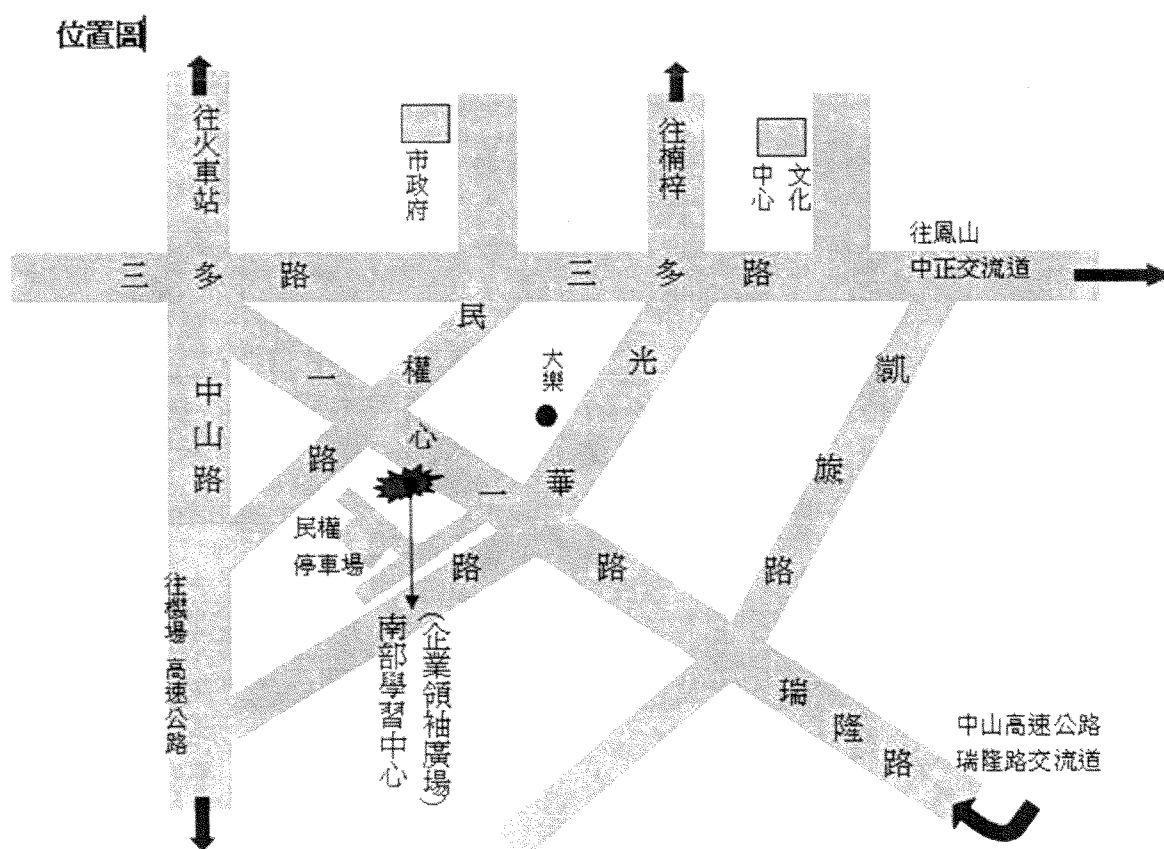 位置圖
往火車站
市政府
往楠梓
文化
中心
往鳳山
中正交流道
三多路
三多路
中山路
民權一路
一心一路
大樂
光華路
凱旋路
民權
停車場
往機場 高速公路
(企業領袖廣場)
南部學習中心
瑞隆路
中山高速公路
瑞隆路交流道